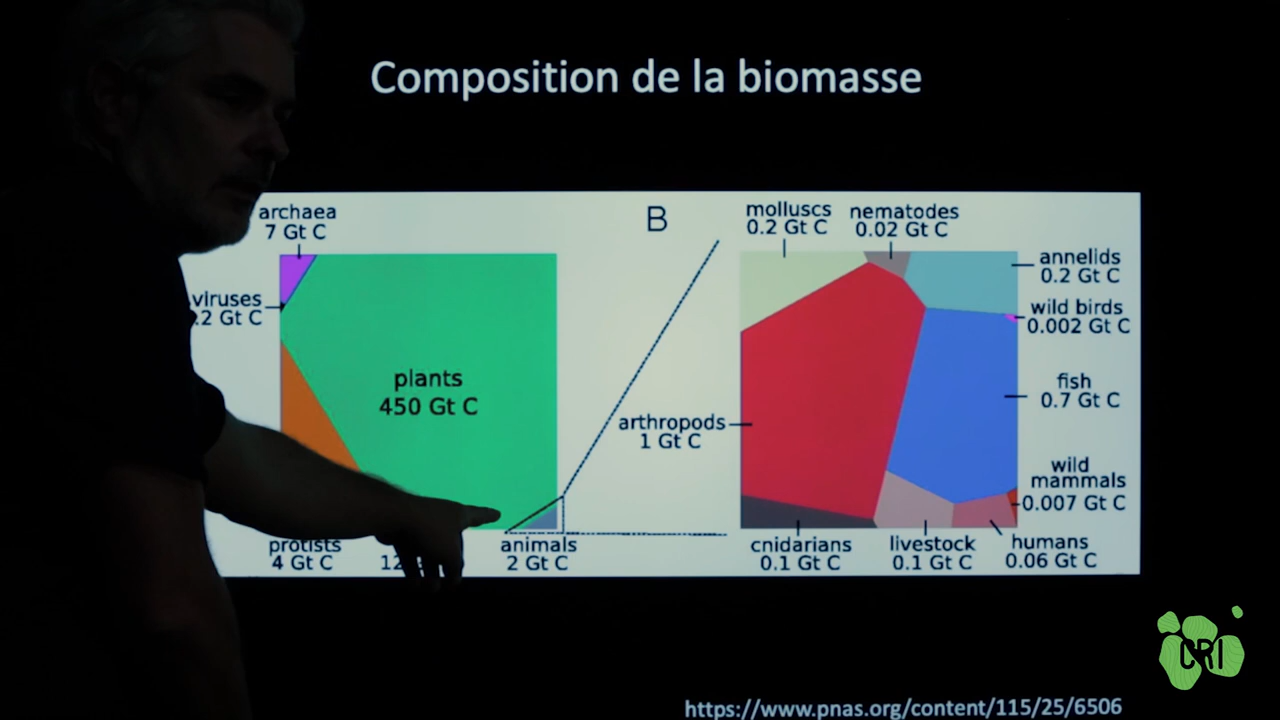 Composition de la biomasse
archaea
7 Gt C
viruses
.2 Gt C
plants
450 Gt C
protists
4 Gt C
12
animals
2 Gt C
B
molluscs
0.2 Gt C
nematodes
0.02 Gt C
annelids
0.2 Gt C
wild birds
0.002 Gt C
fish
0.7 Gt C
arthropods
1 Gt C
wild
mammals
0.007 Gt C
cnidarians
0.1 Gt C
livestock
0.1 Gt C
humans
0.06 Gt C
CRI
https://www.pnas.org/content/115/25/6506